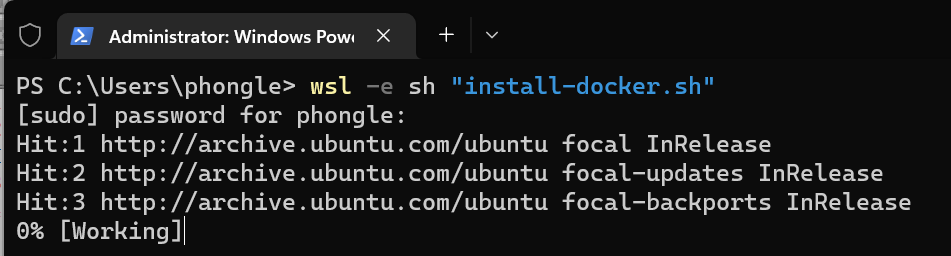 Administrator: Windows Powe
PS C:\Users\phongle> wsl -e sh "install-docker.sh"
[sudo] password for phongle:
Hit:1 http://archive.ubuntu.com/ubuntu focal InRelease
Hit:2 http://archive.ubuntu.com/ubuntu focal-updates InRelease
Hit:3 http://archive.ubuntu.com/ubuntu focal-backports InRelease
0% [Working]